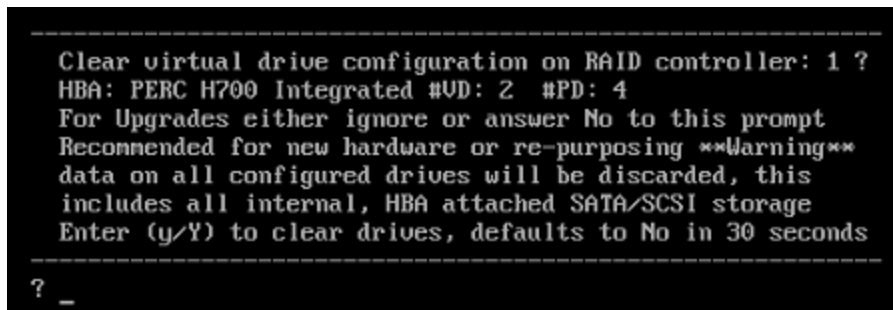 Clear virtual drive configuration on RAID controller: 1 ?
HBA: PERC H700 Integrated #VD: 2  #PD: 4
For Upgrades either ignore or answer No to this prompt
Recommended for new hardware or re-purposing **Warning**
data on all configured drives will be discarded, this
includes all internal, HBA attached SATA/SCSI storage
Enter (y/Y) to clear drives, defaults to No in 30 seconds
? _